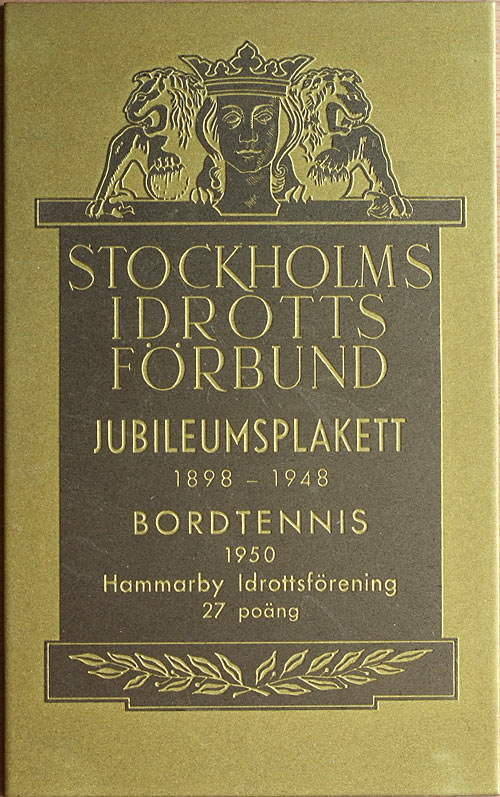 STOCKHOLMS
IDROTTS
FÖRBUND
JUBILEUMSPLAKETT
1898 – 1948
BORDTENNIS
1950
Hammarby Idrottsförening
27 poäng